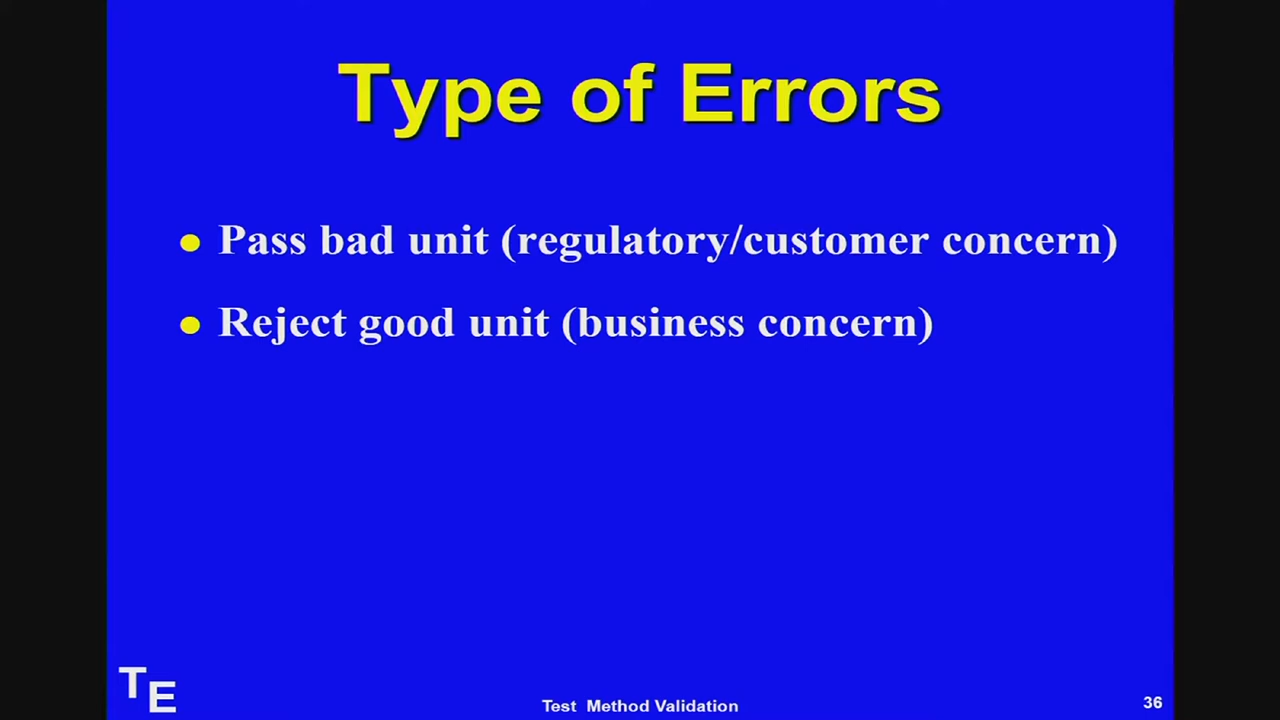 Type of Errors
Pass bad unit (regulatory/customer concern)
Reject good unit (business concern)
TE
Test Method Validation
36